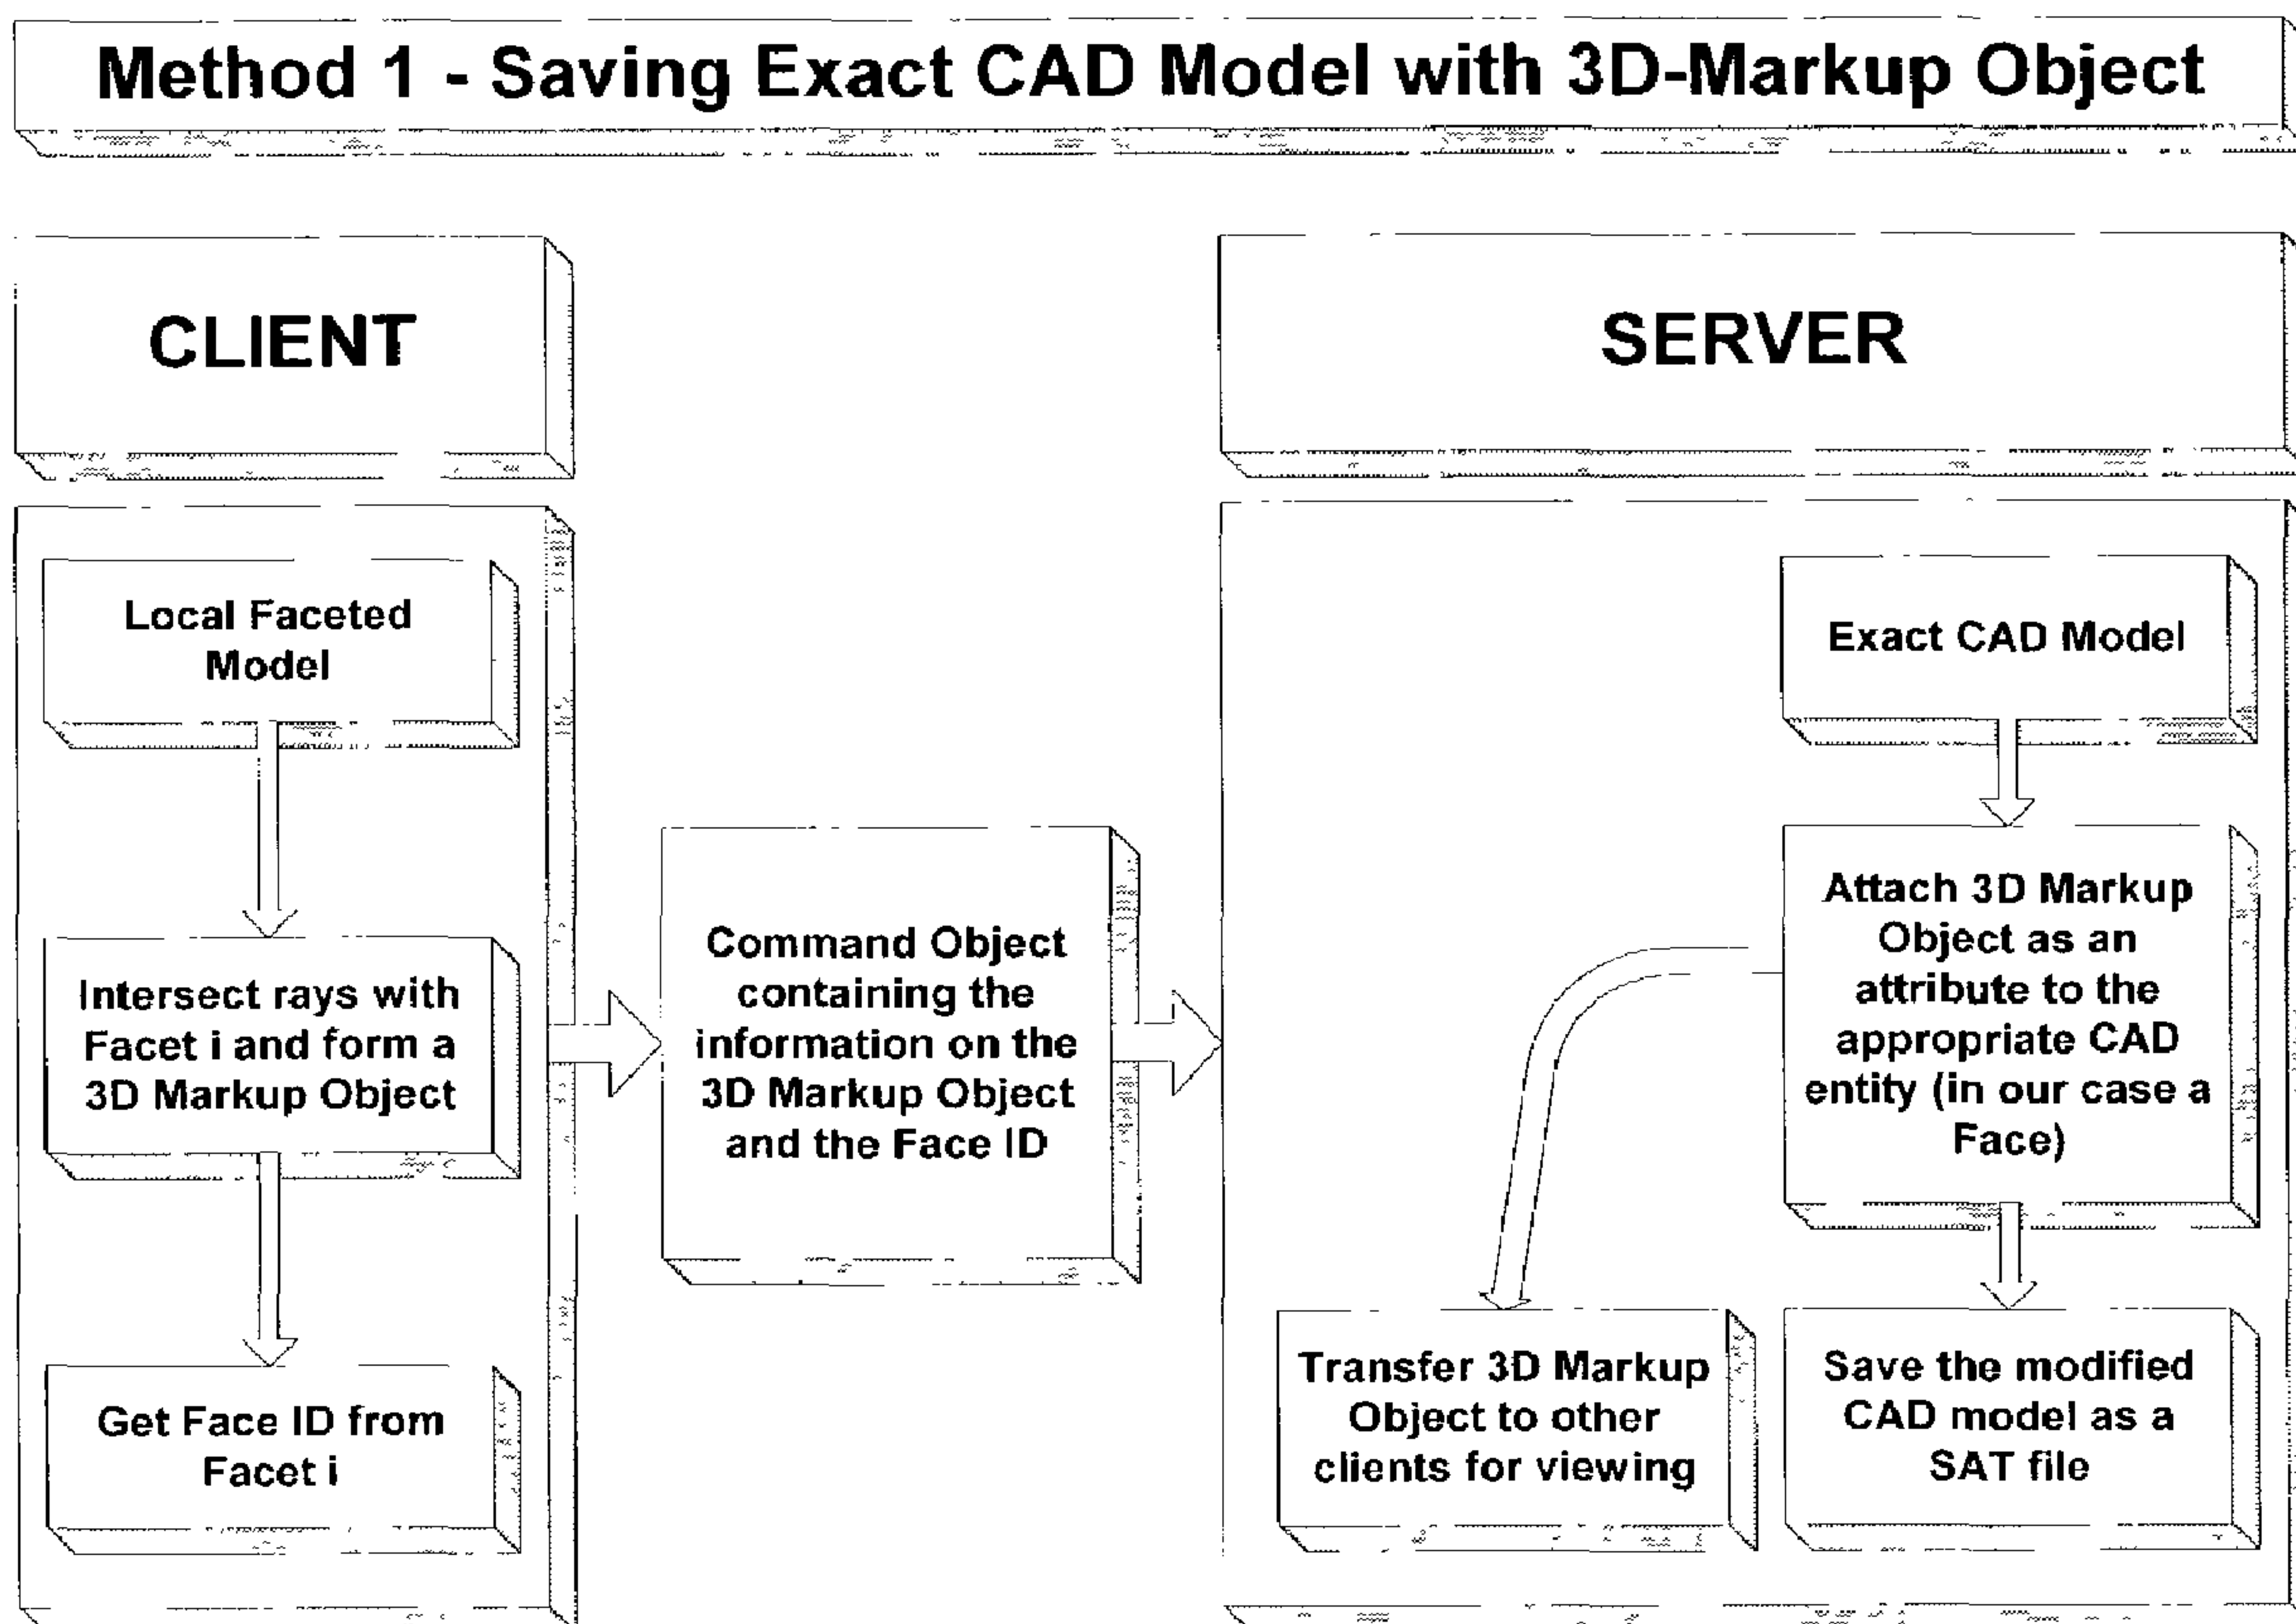 Method 1 - Saving Exact CAD Model with 3D-Markup Object
CLIENT
SERVER
Local Faceted
Model
Intersect rays with
Facet i and form a
3D Markup Object
Get Face ID from
Facet i
Command Object
containing the
information on the
3D Markup Object
and the Face ID
Exact CAD Model
Attach 3D Markup
Object as an
attribute to the
appropriate CAD
entity (in our case a
Face)
Transfer 3D Markup
Object to other
clients for viewing
Save the modified
CAD model as a
SAT file